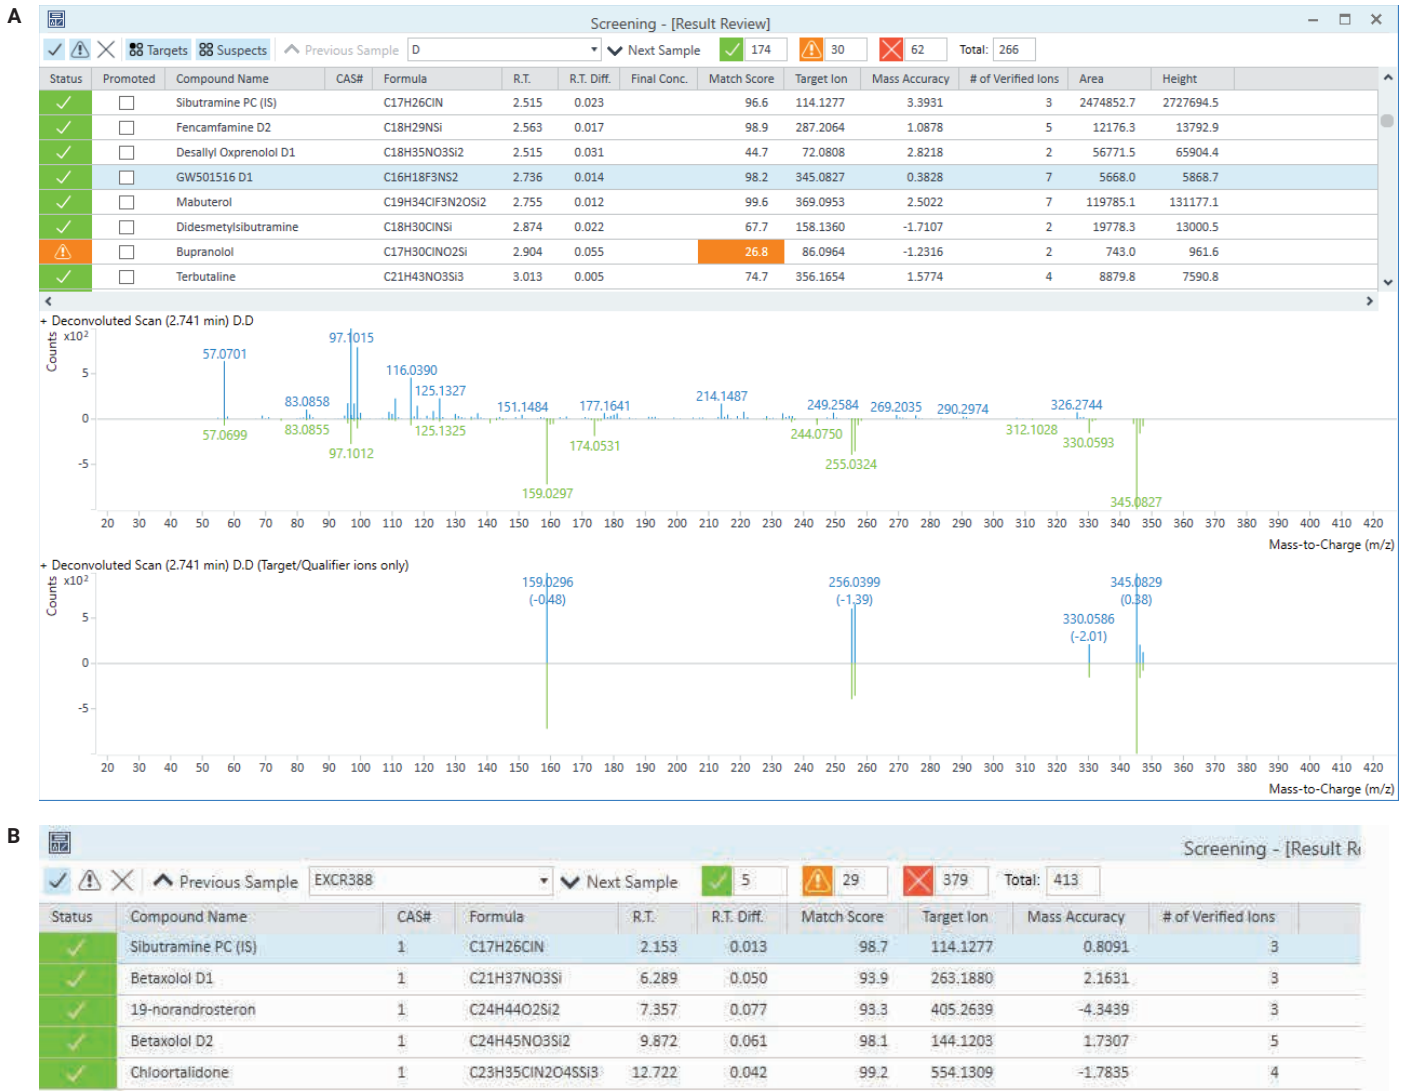 A
Screening - [Result Review]
Targets Suspects Previous Sample D Next Sample 174 30 62 Total: 266
Status Promoted Compound Name CAS# Formula R.T. R.T. Diff. Final Conc. Match Score Target Ion Mass Accuracy # of Verified Ions Area Height
Sibutramine PC (IS) C17H26ClN 2.515 0.023 96.6 114.1277 3.3931 3 2474852.7 2727694.5
Fencamfamine D2 C18H29NSi 2.563 0.017 98.9 287.2064 1.0878 5 12176.3 13792.9
Desallyl Oxprenolol D1 C18H35NO3Si2 2.515 0.031 44.7 72.0808 2.8218 2 56771.5 65904.4
GW501516 D1 C16H18F3NS2 2.736 0.014 98.2 345.0827 0.3828 7 5668.0 5868.7
Mabuterol C19H34ClF3N2OSi2 2.755 0.012 99.6 369.0953 2.5022 7 119785.1 131177.1
Didesmetylsibutramine C18H30ClNSi 2.874 0.022 67.7 158.1360 -1.7107 2 19778.3 13000.5
Bupranolol C17H30ClNO2Si 2.904 0.055 26.8 86.0964 -1.2316 2 743.0 961.6
Terbutaline C21H43NO3Si3 3.013 0.005 74.7 356.1654 1.5774 4 8879.8 7590.8
+ Deconvoluted Scan (2.741 min) D.D
Counts x10²
97.1015
57.0701
116.0390
5
125.1327
83.0858 151.1484 177.1641 214.1487 249.2584 269.2035 290.2974 326.2744
0
57.0699 83.0855 125.1325 244.0750 312.1028
97.1012 174.0531 330.0593
-5 255.0324
159.0297 345.0827
20 30 40 50 60 70 80 90 100 110 120 130 140 150 160 170 180 190 200 210 220 230 240 250 260 270 280 290 300 310 320 330 340 350 360 370 380 390 400 410 420
Mass-to-Charge (m/z)
+ Deconvoluted Scan (2.741 min) D.D (Target/Qualifier ions only)
Counts x10²
159.0296 256.0399 345.0829
(-0.48) (-1.39) (0.38)
5 330.0586
(-2.01)
0
-5
20 30 40 50 60 70 80 90 100 110 120 130 140 150 160 170 180 190 200 210 220 230 240 250 260 270 280 290 300 310 320 330 340 350 360 370 380 390 400 410 420
Mass-to-Charge (m/z)
B
Screening - [Result Re
Previous Sample EXCR388 Next Sample 5 29 379 Total: 413
Status Compound Name CAS# Formula R.T. R.T. Diff. Match Score Target Ion Mass Accuracy # of Verified Ions
Sibutramine PC (IS) 1 C17H26ClN 2.153 0.013 98.7 114.1277 0.8091 3
Betaxolol D1 1 C21H37NO3Si 6.289 0.050 93.9 263.1880 2.1631 3
19-norandrosteron 1 C24H44O2Si2 7.357 0.077 93.3 405.2639 -4.3439 3
Betaxolol D2 1 C24H45NO3Si2 9.872 0.061 98.1 144.1203 1.7307 5
Chloortalidone 1 C23H35ClN2O4SSi3 12.722 0.042 99.2 554.1309 -1.7835 4